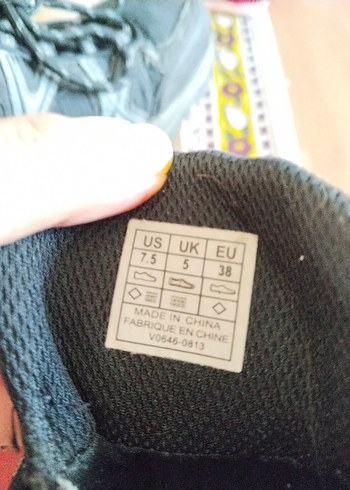 US UK EU
7.5 5 38
MADE IN CHINA
FABRIQUE EN CHINE
V0646-0813